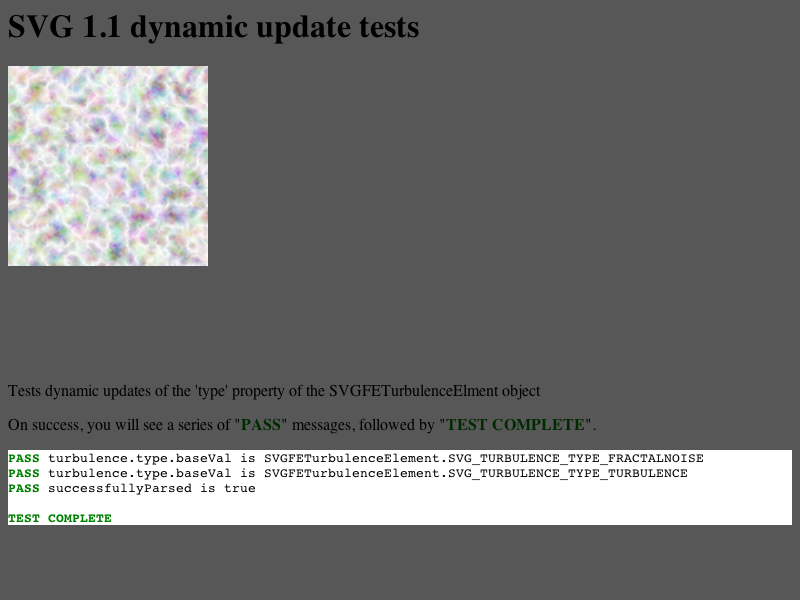 SVG 1.1 dynamic update tests
Tests dynamic updates of the 'type' property of the SVGFETurbulenceElment object
On success, you will see a series of "PASS" messages, followed by "TEST COMPLETE".
PASS turbulence.type.baseVal is SVGFETurbulenceElement.SVG_TURBULENCE_TYPE_FRACTALNOISE
PASS turbulence.type.baseVal is SVGFETurbulenceElement.SVG_TURBULENCE_TYPE_TURBULENCE
PASS successfullyParsed is true
TEST COMPLETE